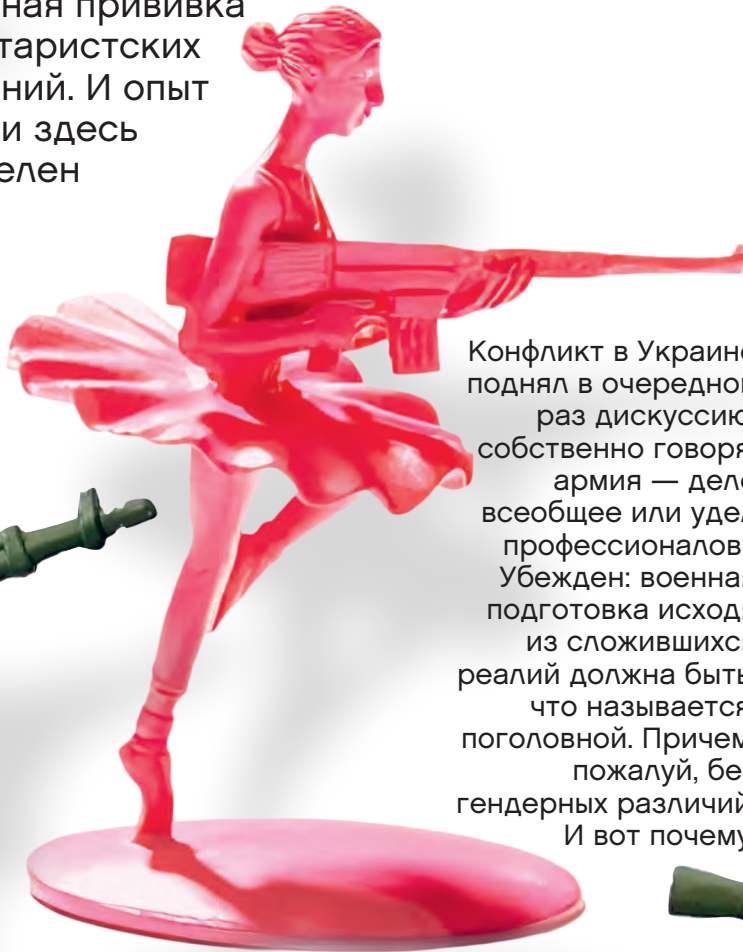 ная прививка
таристских
ний. И опыт
и здесь
елен
Конфликт в Украине
поднял в очередной
раз дискуссию,
собственно говоря,
армия — дело
всеобщее или удел
профессионалов?
Убежден: военная
подготовка исходя
из сложившихся
реалий должна быть,
что называется,
поголовной. Причем,
пожалуй, без
гендерных различий.
И вот почему